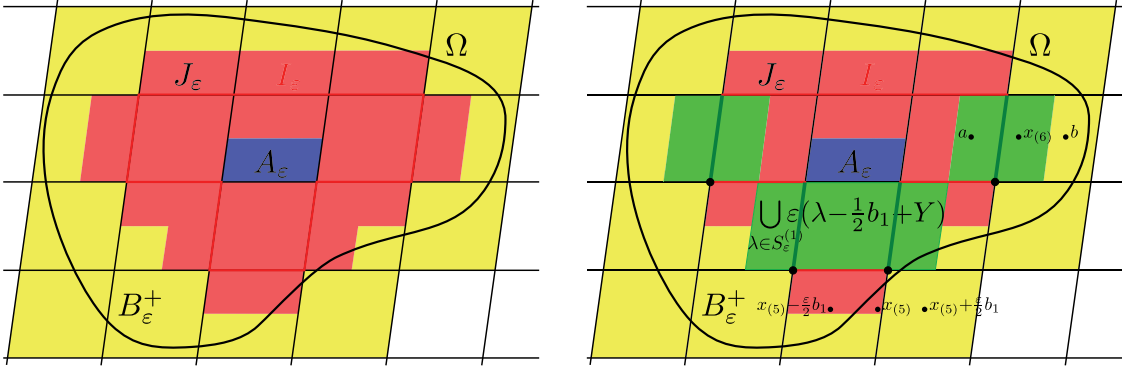 Ω
J_ε I_ε
A_ε
B_ε^+
Ω
J_ε I_ε
a x_(6) b
A_ε
⋃ ε(λ−½b_1+Y)
λ∈S_ε^(1)
B_ε^+ x_(5)−ε/2 b_1 x_(5) x_(5)+ε/2 b_1